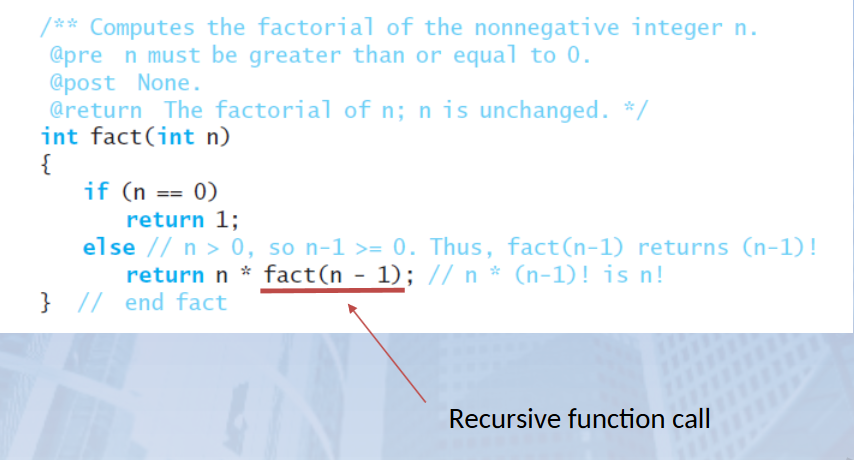 /** Computes the factorial of the nonnegative integer n.
@pre n must be greater than or equal to 0.
@post None.
@return The factorial of n; n is unchanged. */
int fact(int n)
{
if (n == 0)
return 1;
else // n > 0, so n-1 >= 0. Thus, fact(n-1) returns (n-1)!
return n * fact(n - 1); // n * (n-1)! is n!
} // end fact
Recursive function call